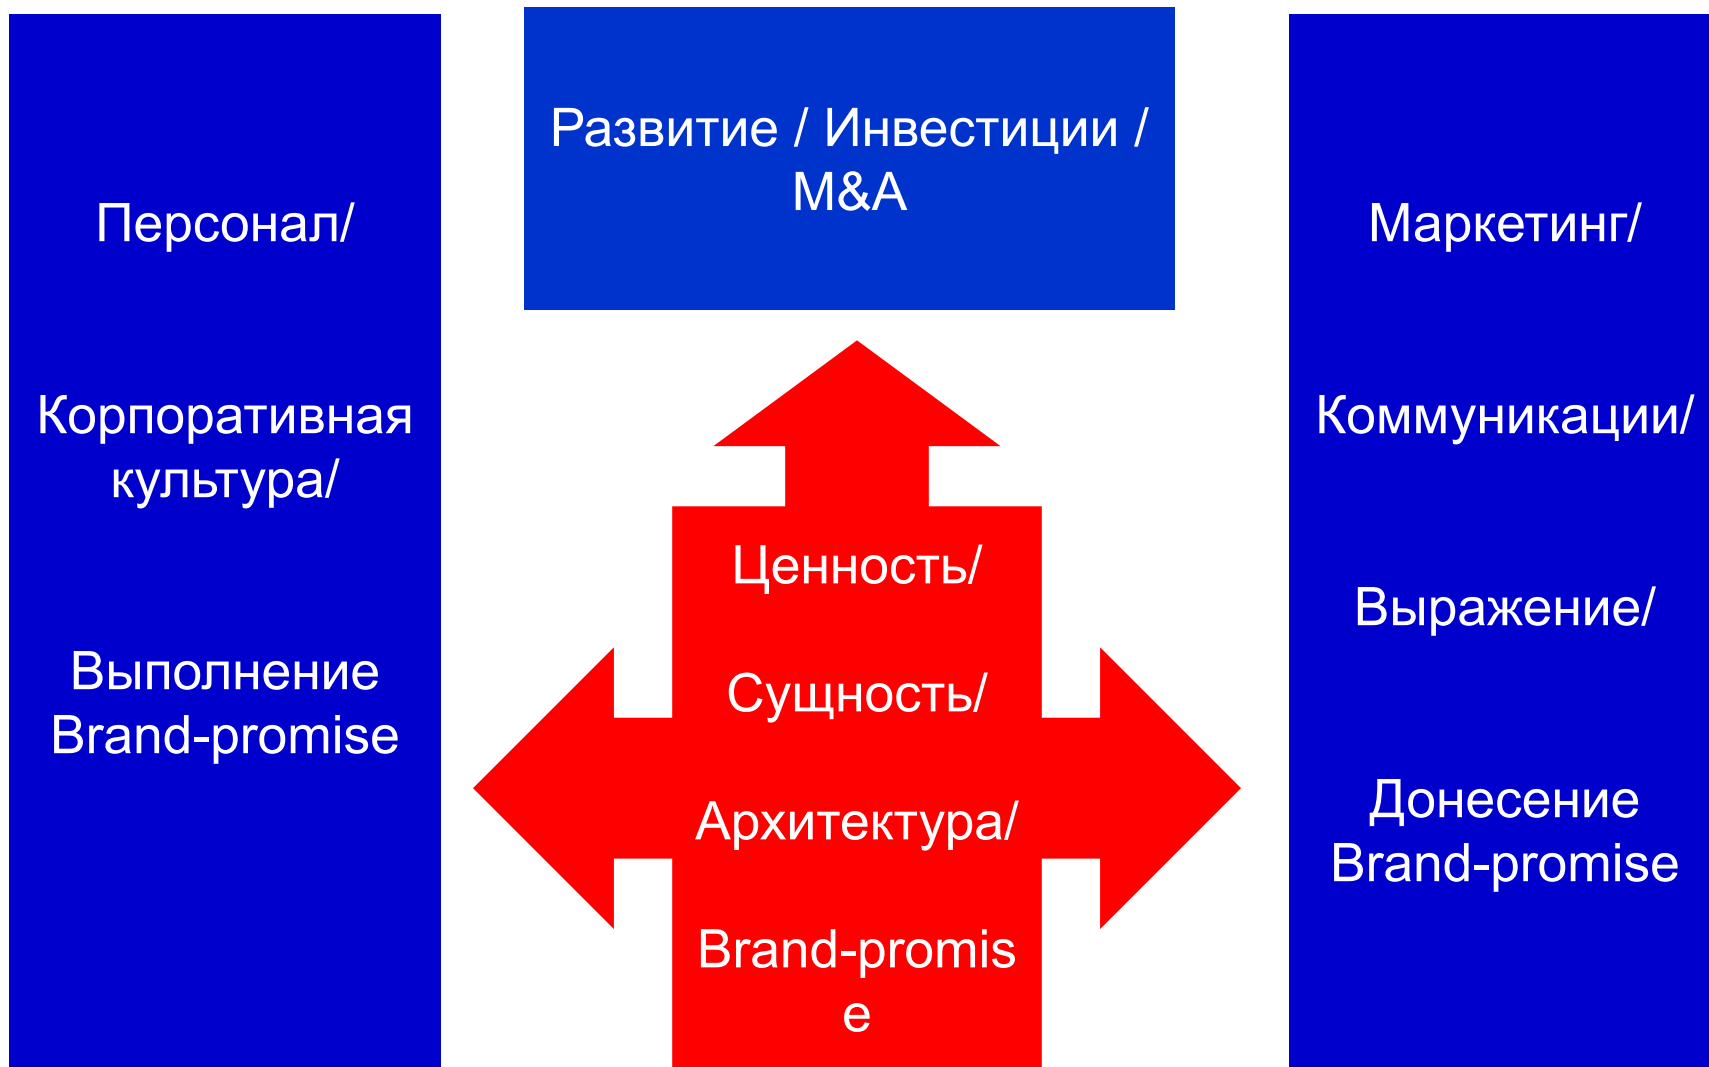 Персонал/
Корпоративная
культура/
Выполнение
Brand-promise
Развитие / Инвестиции /
M&A
Ценность/
Сущность/
Архитектура/
Brand-promis
e
Маркетинг/
Коммуникации/
Выражение/
Донесение
Brand-promise